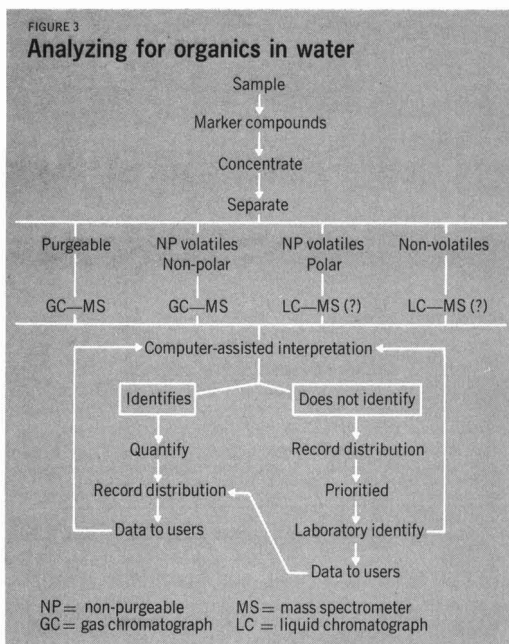 FIGURE 3
Analyzing for organics in water
Sample
Marker compounds
Concentrate
Separate
Purgeable
NP volatiles
Non-polar
NP volatiles
Polar
Non-volatiles
GC—MS
GC—MS
LC—MS (?)
LC—MS (?)
Computer-assisted interpretation
Identifies
Does not identify
Quantify
Record distribution
Record distribution
Prioritied
Data to users
Laboratory identify
Data to users
NP = non-purgeable
MS = mass spectrometer
GC = gas chromatograph
LC = liquid chromatograph